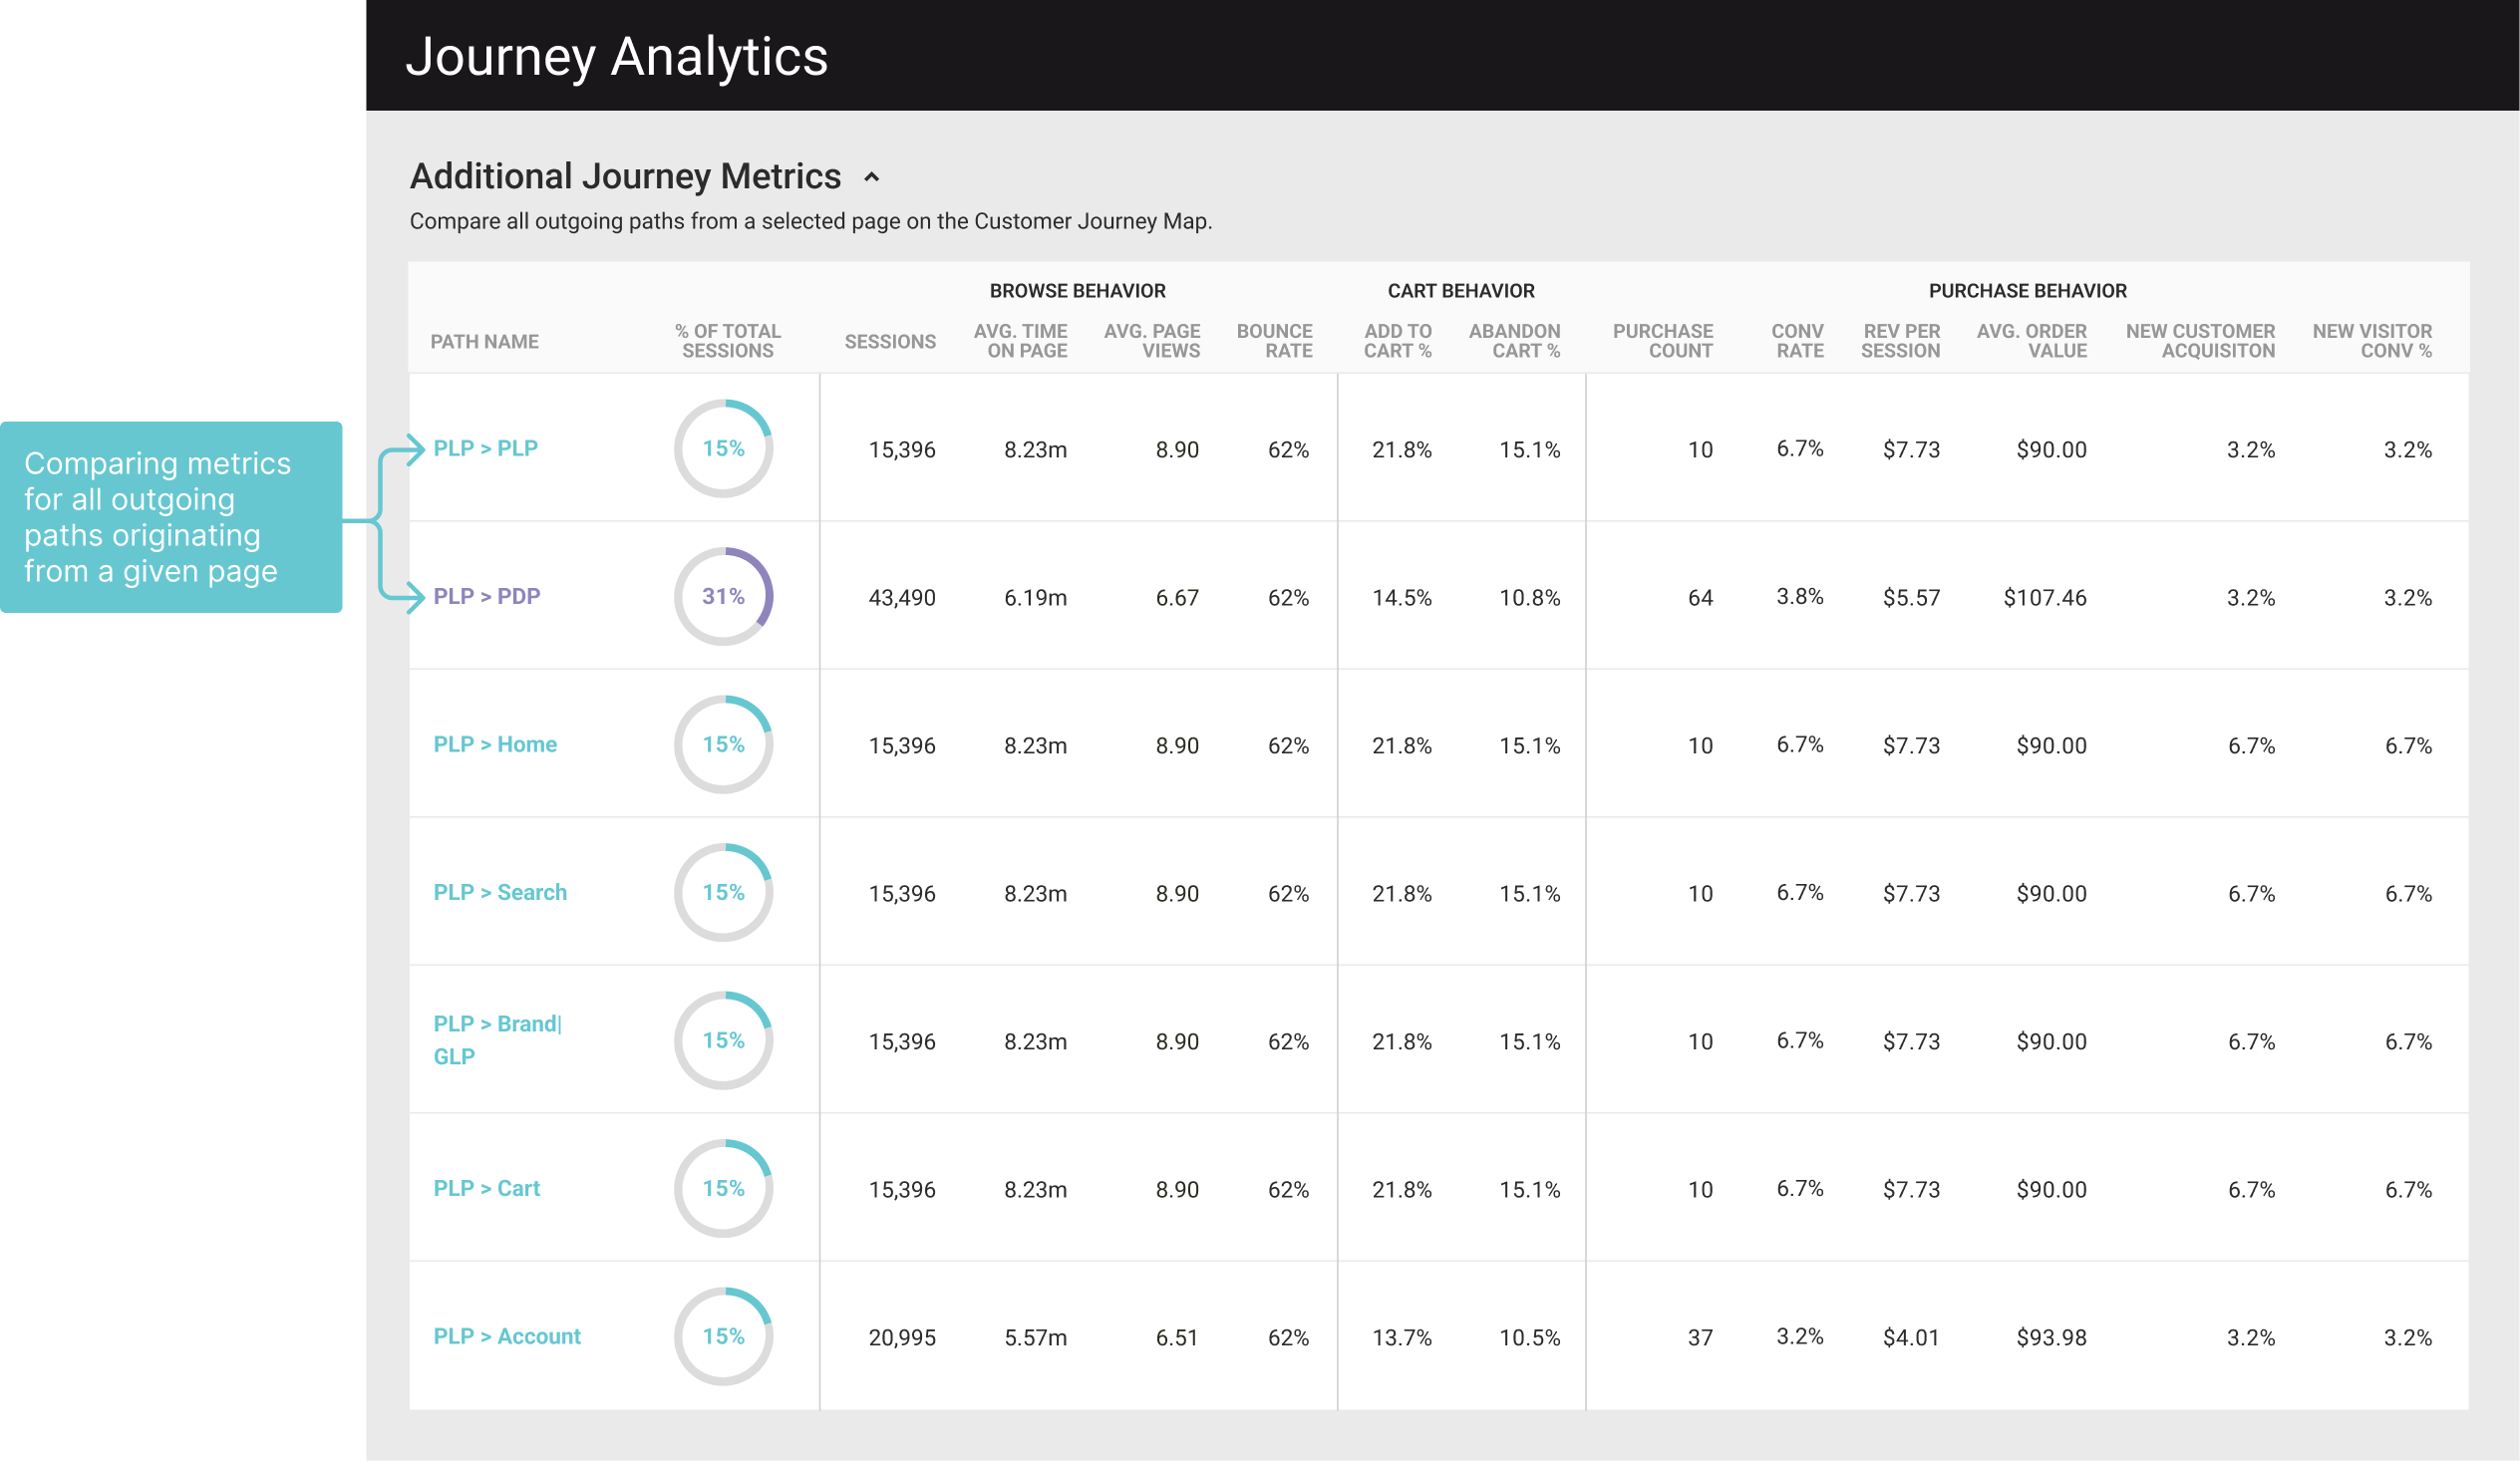 Journey Analytics
Additional Journey Metrics
Compare all outgoing paths from a selected page on the Customer Journey Map.
BROWSE BEHAVIOR CART BEHAVIOR PURCHASE BEHAVIOR
PATH NAME % OF TOTAL SESSIONS SESSIONS AVG. TIME ON PAGE AVG. PAGE VIEWS BOUNCE RATE ADD TO CART % ABANDON CART % PURCHASE COUNT CONV RATE REV PER SESSION AVG. ORDER VALUE NEW CUSTOMER ACQUISITON NEW VISITOR CONV %
Comparing metrics
for all outgoing
paths originating
from a given page
PLP > PLP 15% 15,396 8.23m 8.90 62% 21.8% 15.1% 10 6.7% $7.73 $90.00 3.2% 3.2%
PLP > PDP 31% 43,490 6.19m 6.67 62% 14.5% 10.8% 64 3.8% $5.57 $107.46 3.2% 3.2%
PLP > Home 15% 15,396 8.23m 8.90 62% 21.8% 15.1% 10 6.7% $7.73 $90.00 6.7% 6.7%
PLP > Search 15% 15,396 8.23m 8.90 62% 21.8% 15.1% 10 6.7% $7.73 $90.00 6.7% 6.7%
PLP > Brand|
GLP 15% 15,396 8.23m 8.90 62% 21.8% 15.1% 10 6.7% $7.73 $90.00 6.7% 6.7%
PLP > Cart 15% 15,396 8.23m 8.90 62% 21.8% 15.1% 10 6.7% $7.73 $90.00 6.7% 6.7%
PLP > Account 15% 20,995 5.57m 6.51 62% 13.7% 10.5% 37 3.2% $4.01 $93.98 3.2% 3.2%